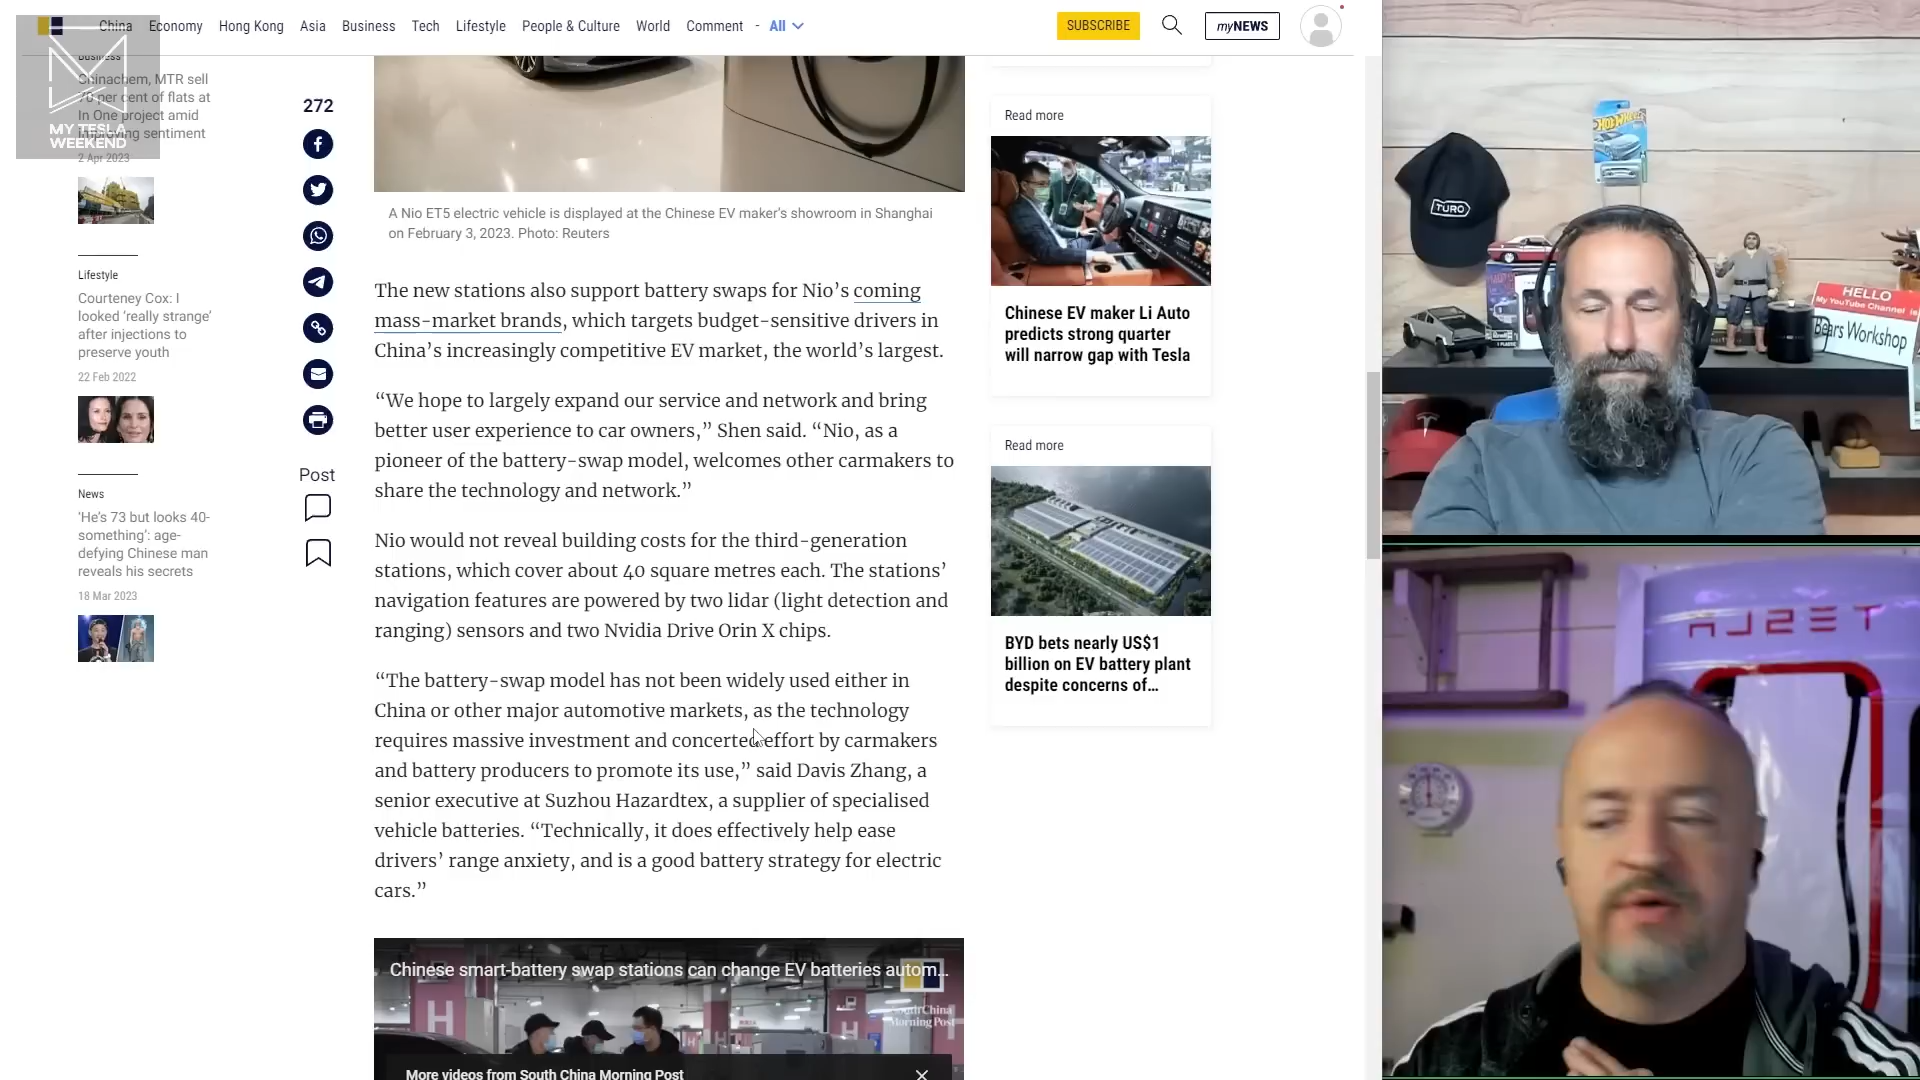 China Economy Hong Kong Asia Business Tech Lifestyle People & Culture World Comment - All
SUBSCRIBE
myNEWS
Business
Chinachem, MTR sell
70 per cent of flats at
In One project amid
improving sentiment
2 Apr 2023
MY TESLA
WEEKEND
Lifestyle
Courteney Cox: I
looked ‘really strange’
after injections to
preserve youth
22 Feb 2022
News
‘He’s 73 but looks 40-
something’: age-
defying Chinese man
reveals his secrets
18 Mar 2023
272
Post
A Nio ET5 electric vehicle is displayed at the Chinese EV maker’s showroom in Shanghai
on February 3, 2023. Photo: Reuters
The new stations also support battery swaps for Nio’s coming
mass-market brands, which targets budget-sensitive drivers in
China’s increasingly competitive EV market, the world’s largest.
“We hope to largely expand our service and network and bring
better user experience to car owners,” Shen said. “Nio, as a
pioneer of the battery-swap model, welcomes other carmakers to
share the technology and network.”
Nio would not reveal building costs for the third-generation
stations, which cover about 40 square metres each. The stations’
navigation features are powered by two lidar (light detection and
ranging) sensors and two Nvidia Drive Orin X chips.
“The battery-swap model has not been widely used either in
China or other major automotive markets, as the technology
requires massive investment and concerted effort by carmakers
and battery producers to promote its use,” said Davis Zhang, a
senior executive at Suzhou Hazardtex, a supplier of specialised
vehicle batteries. “Technically, it does effectively help ease
drivers’ range anxiety, and is a good battery strategy for electric
cars.”
Chinese smart-battery swap stations can change EV batteries autom...
South China
Morning Post
H
H
More videos from South China Morning Post
Read more
Chinese EV maker Li Auto
predicts strong quarter
will narrow gap with Tesla
Read more
BYD bets nearly US$1
billion on EV battery plant
despite concerns of...
TURO
Hot Wheels
HELLO
My YouTube Channel is
Bears Workshop
TESLA